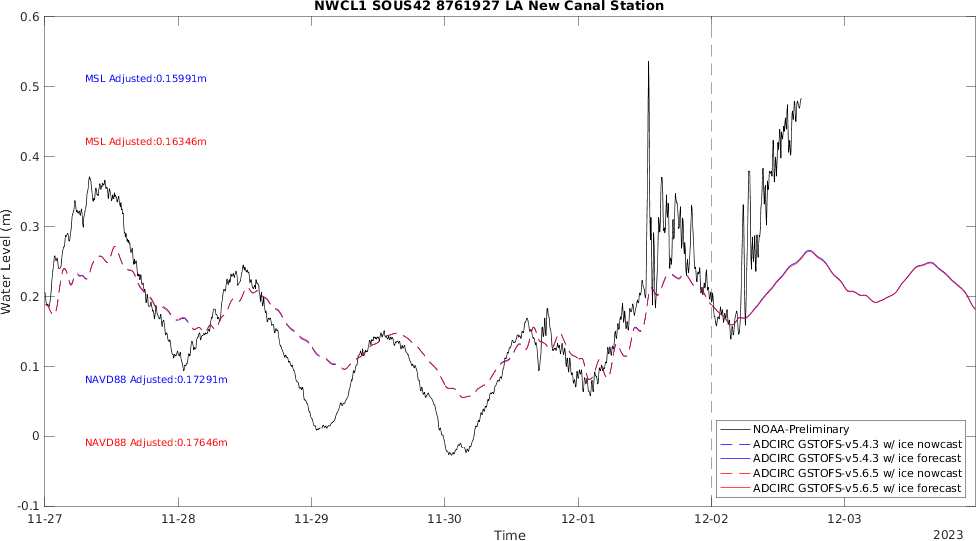 NWCL1 SOUS42 8761927 LA New Canal Station
0.6
0.5
0.4
0.3
0.2
0.1
0
-0.1
Water Level (m)
MSL Adjusted:0.15991m
MSL Adjusted:0.16346m
NAVD88 Adjusted:0.17291m
NAVD88 Adjusted:0.17646m
NOAA-Preliminary
ADCIRC GSTOFS-v5.4.3 w/ ice nowcast
ADCIRC GSTOFS-v5.4.3 w/ ice forecast
ADCIRC GSTOFS-v5.6.5 w/ ice nowcast
ADCIRC GSTOFS-v5.6.5 w/ ice forecast
11-27 11-28 11-29 11-30 12-01 12-02 12-03
Time
2023